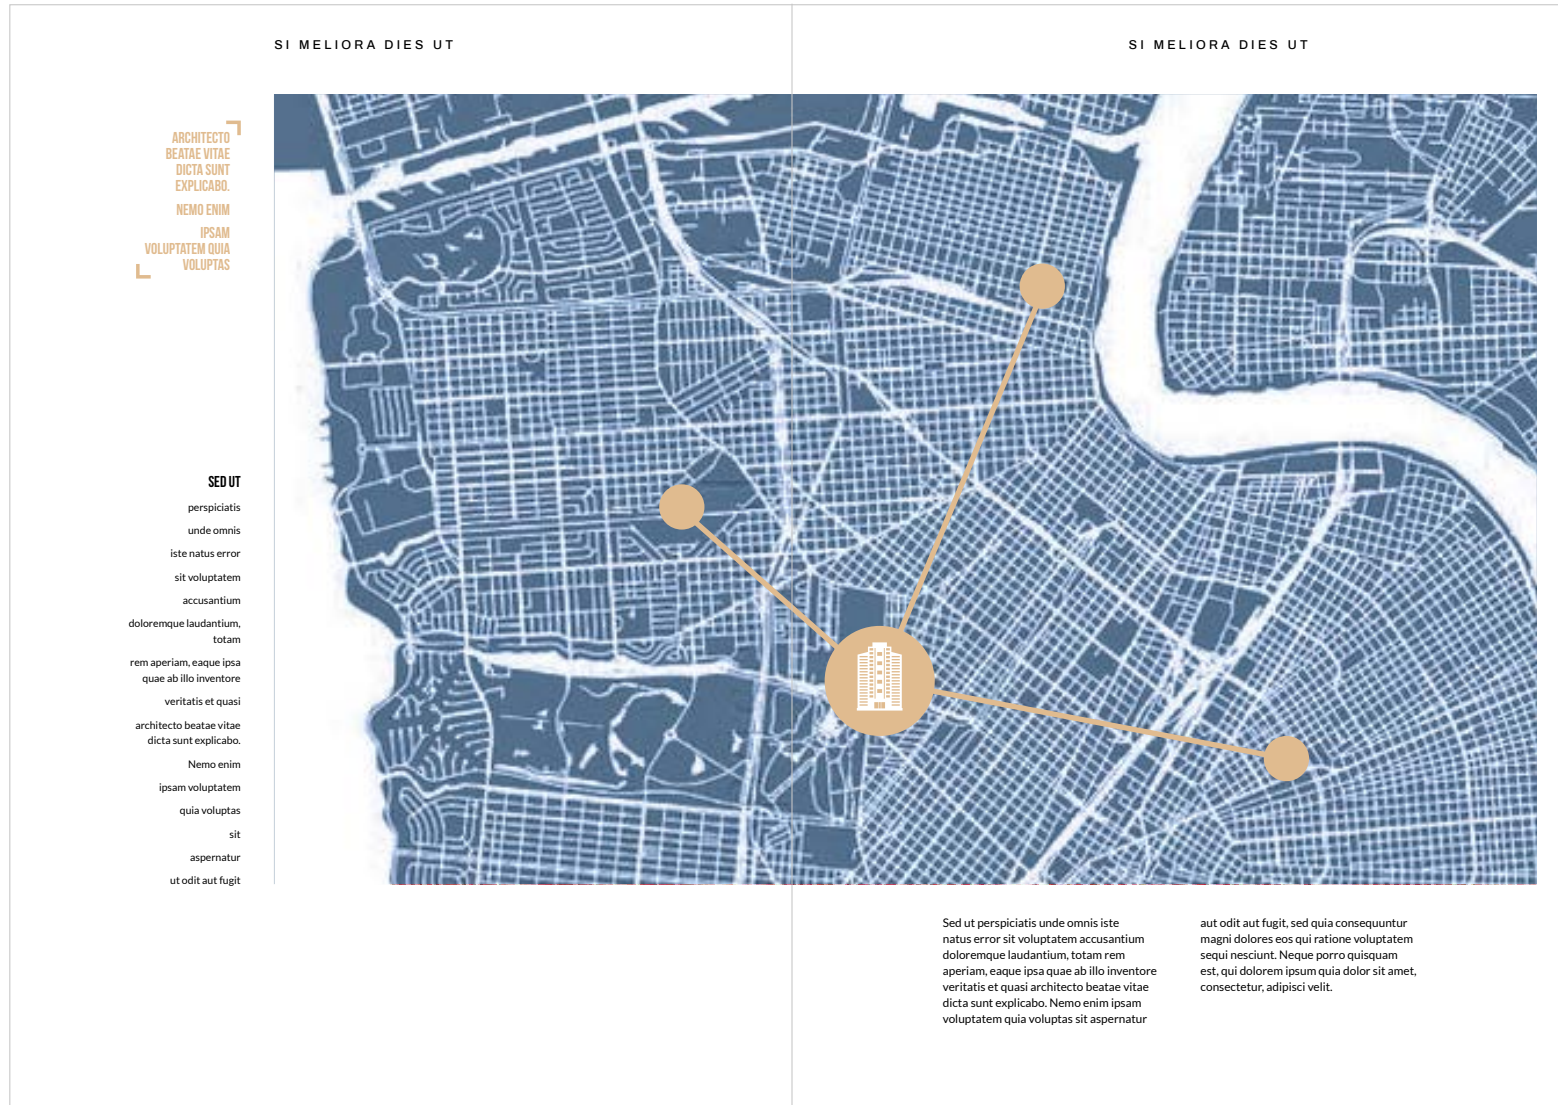 SI MELIORA DIES UT
SI MELIORA DIES UT
ARCHITECTO
BEATAE VITAE
DICTA SUNT
EXPLICABO.
NEMO ENIM
IPSAM
VOLUPTATEM QUIA
VOLUPTAS
SED UT
perspiciatis
unde omnis
iste natus error
sit voluptatem
accusantium
doloremque laudantium,
totam
rem aperiam, eaque ipsa
quae ab illo inventore
veritatis et quasi
architecto beatae vitae
dicta sunt explicabo.
Nemo enim
ipsam voluptatem
quia voluptas
sit
aspernatur
ut odit aut fugit
Sed ut perspiciatis unde omnis iste
natus error sit voluptatem accusantium
doloremque laudantium, totam rem
aperiam, eaque ipsa quae ab illo inventore
veritatis et quasi architecto beatae vitae
dicta sunt explicabo. Nemo enim ipsam
voluptatem quia voluptas sit aspernatur
aut odit aut fugit, sed quia consequuntur
magni dolores eos qui ratione voluptatem
sequi nesciunt. Neque porro quisquam
est, qui dolorem ipsum quia dolor sit amet,
consectetur, adipisci velit.